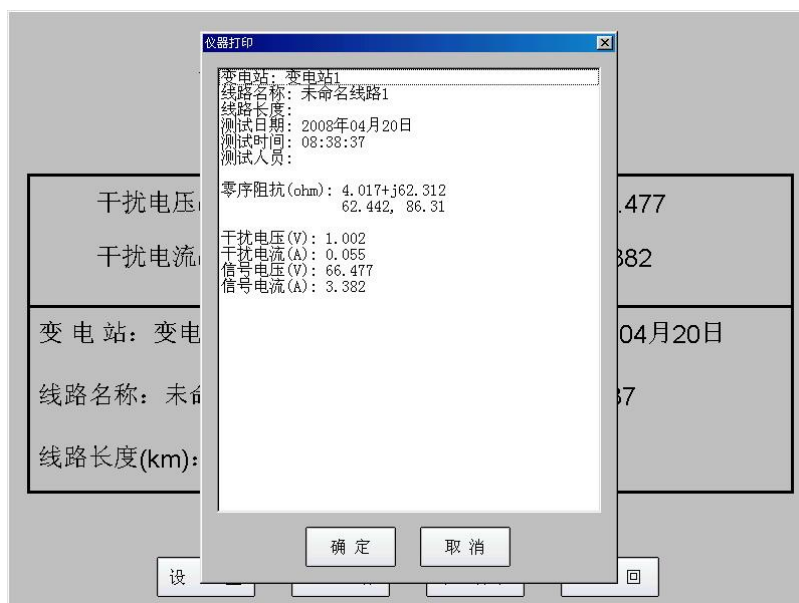 仪器打印
变电站: 变电站1
线路名称: 未命名线路1
线路长度:
测试日期: 2008年04月20日
测试时间: 08:38:37
测试人员:
零序阻抗(ohm): 4.017+j62.312
62.442, 86.31
干扰电压(V): 1.002
干扰电流(A): 0.055
信号电压(V): 66.477
信号电流(A): 3.382
确 定
取 消
干扰电压
.477
干扰电流
382
变 电 站: 变电
04月20日
线路名称: 未命
37
线路长度(km):
设
回